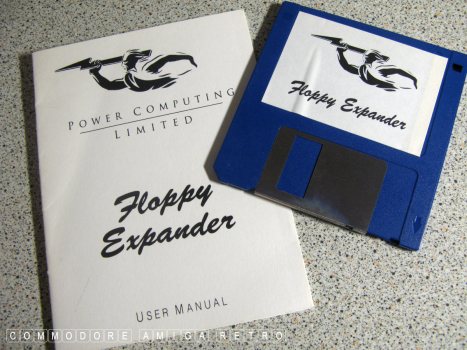 POWER COMPUTING
LIMITED
Floppy
Expander
USER MANUAL
Floppy Expander
COMMODORE AMIGA RETRO